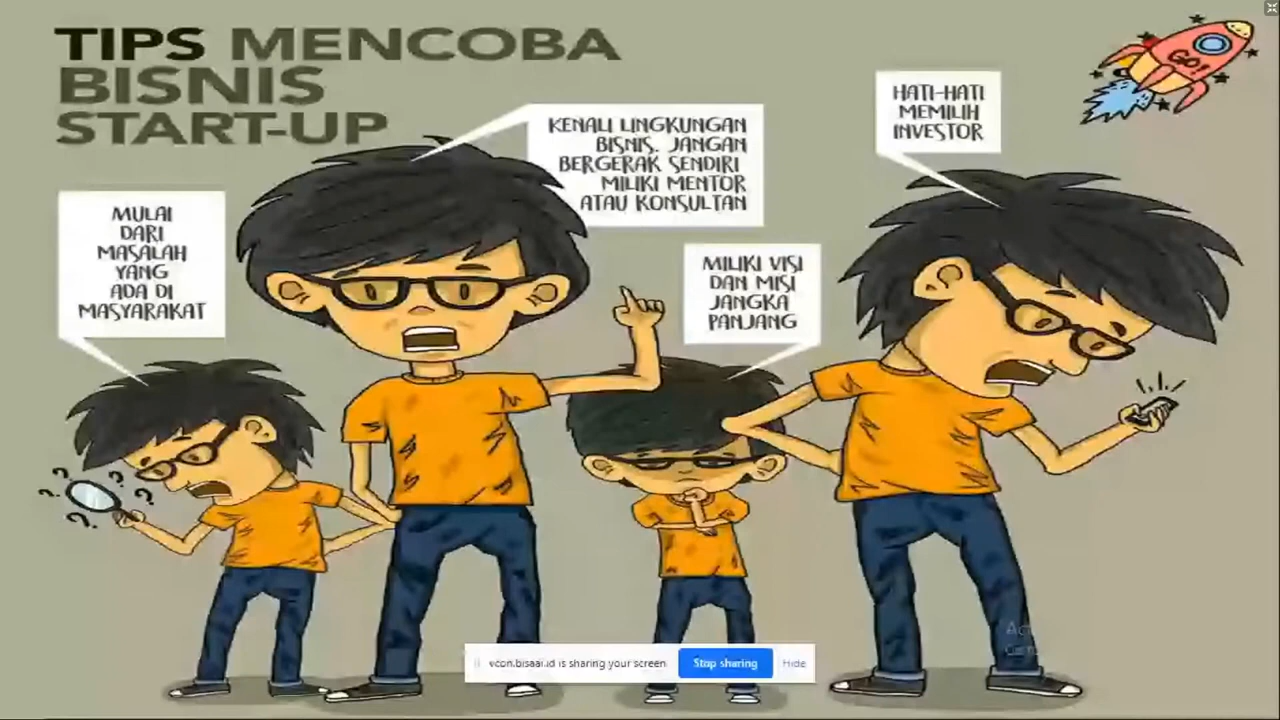 TIPS MENCOBA
BISNIS
START-UP
GO!
MULAI
DARI
MASALAH
YANG
ADA DI
MASYARAKAT
KENALI LINGKUNGAN
BISNIS. JANGAN
BERGERAK SENDIRI
MILIKI MENTOR
ATAU KONSULTAN
MILIKI VISI
DAN MISI
JANGKA
PANJANG
HATI-HATI
MEMILIH
INVESTOR
? ? ? ? ?
vcon.bisaai.id is sharing your screen
Stop sharing
Hide